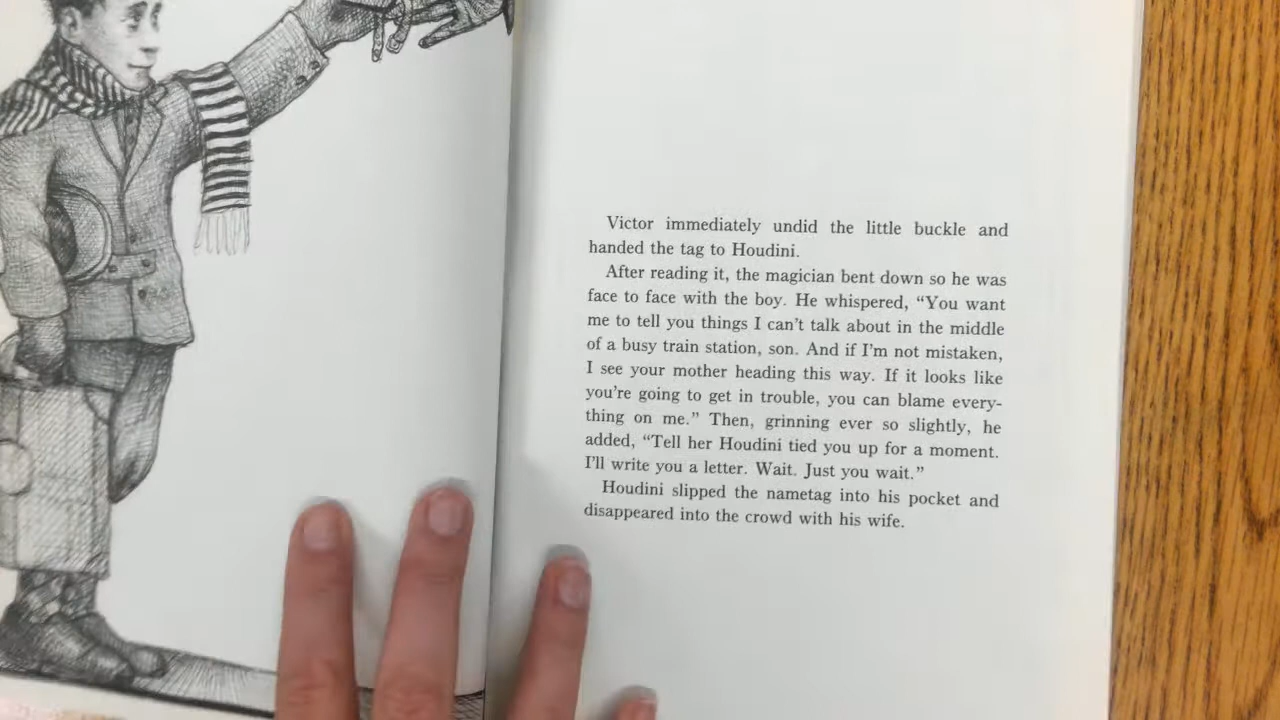 Victor immediately undid the little buckle and
handed the tag to Houdini.
After reading it, the magician bent down so he was
face to face with the boy. He whispered, “You want
me to tell you things I can’t talk about in the middle
of a busy train station, son. And if I’m not mistaken,
I see your mother heading this way. If it looks like
you’re going to get in trouble, you can blame every-
thing on me.” Then, grinning ever so slightly, he
added, “Tell her Houdini tied you up for a moment.
I’ll write you a letter. Wait. Just you wait.”
Houdini slipped the nametag into his pocket and
disappeared into the crowd with his wife.